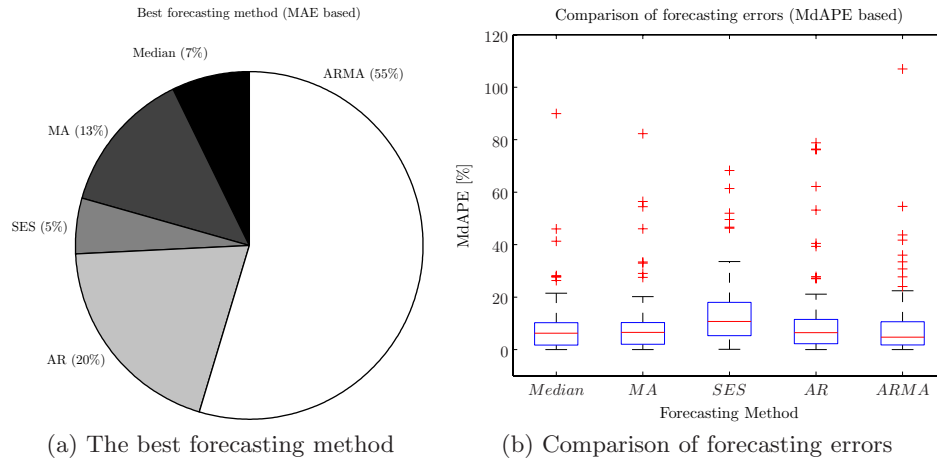 Best forecasting method (MAE based)
Median (7%)
ARMA (55%)
MA (13%)
SES (5%)
AR (20%)
(a) The best forecasting method
Comparison of forecasting errors (MdAPE based)
120
100
80
60
40
20
0
MdAPE [%]
Median MA SES AR ARMA
Forecasting Method
(b) Comparison of forecasting errors